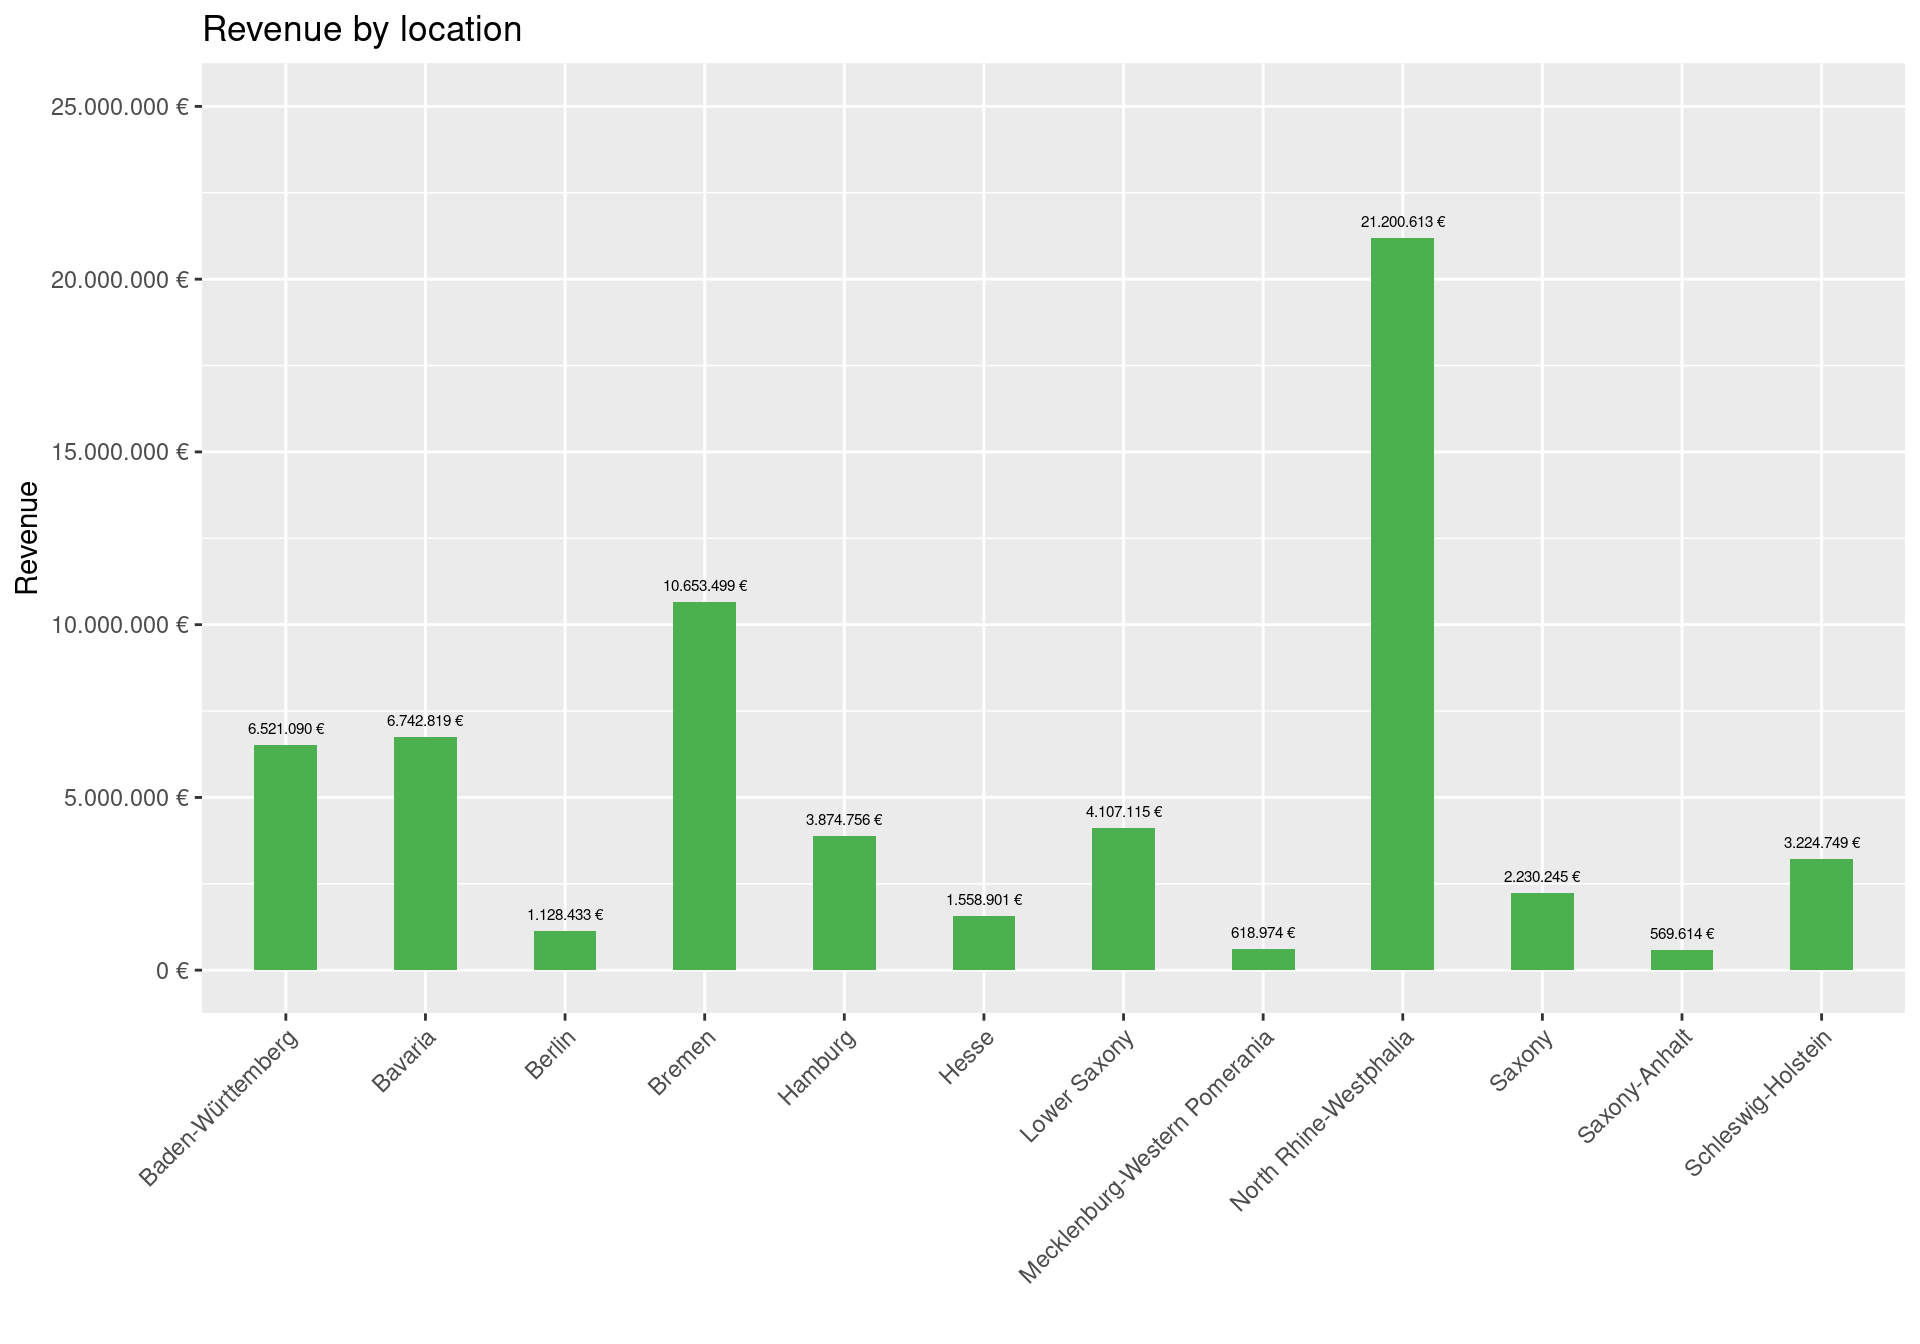 Revenue by location
Revenue
25.000.000 €
20.000.000 €
15.000.000 €
10.000.000 €
5.000.000 €
0 €
6.521.090 €
6.742.819 €
1.128.433 €
10.653.499 €
3.874.756 €
1.558.901 €
4.107.115 €
618.974 €
21.200.613 €
2.230.245 €
569.614 €
3.224.749 €
Baden-Württemberg
Bavaria
Berlin
Bremen
Hamburg
Hesse
Lower Saxony
Mecklenburg-Western Pomerania
North Rhine-Westphalia
Saxony
Saxony-Anhalt
Schleswig-Holstein